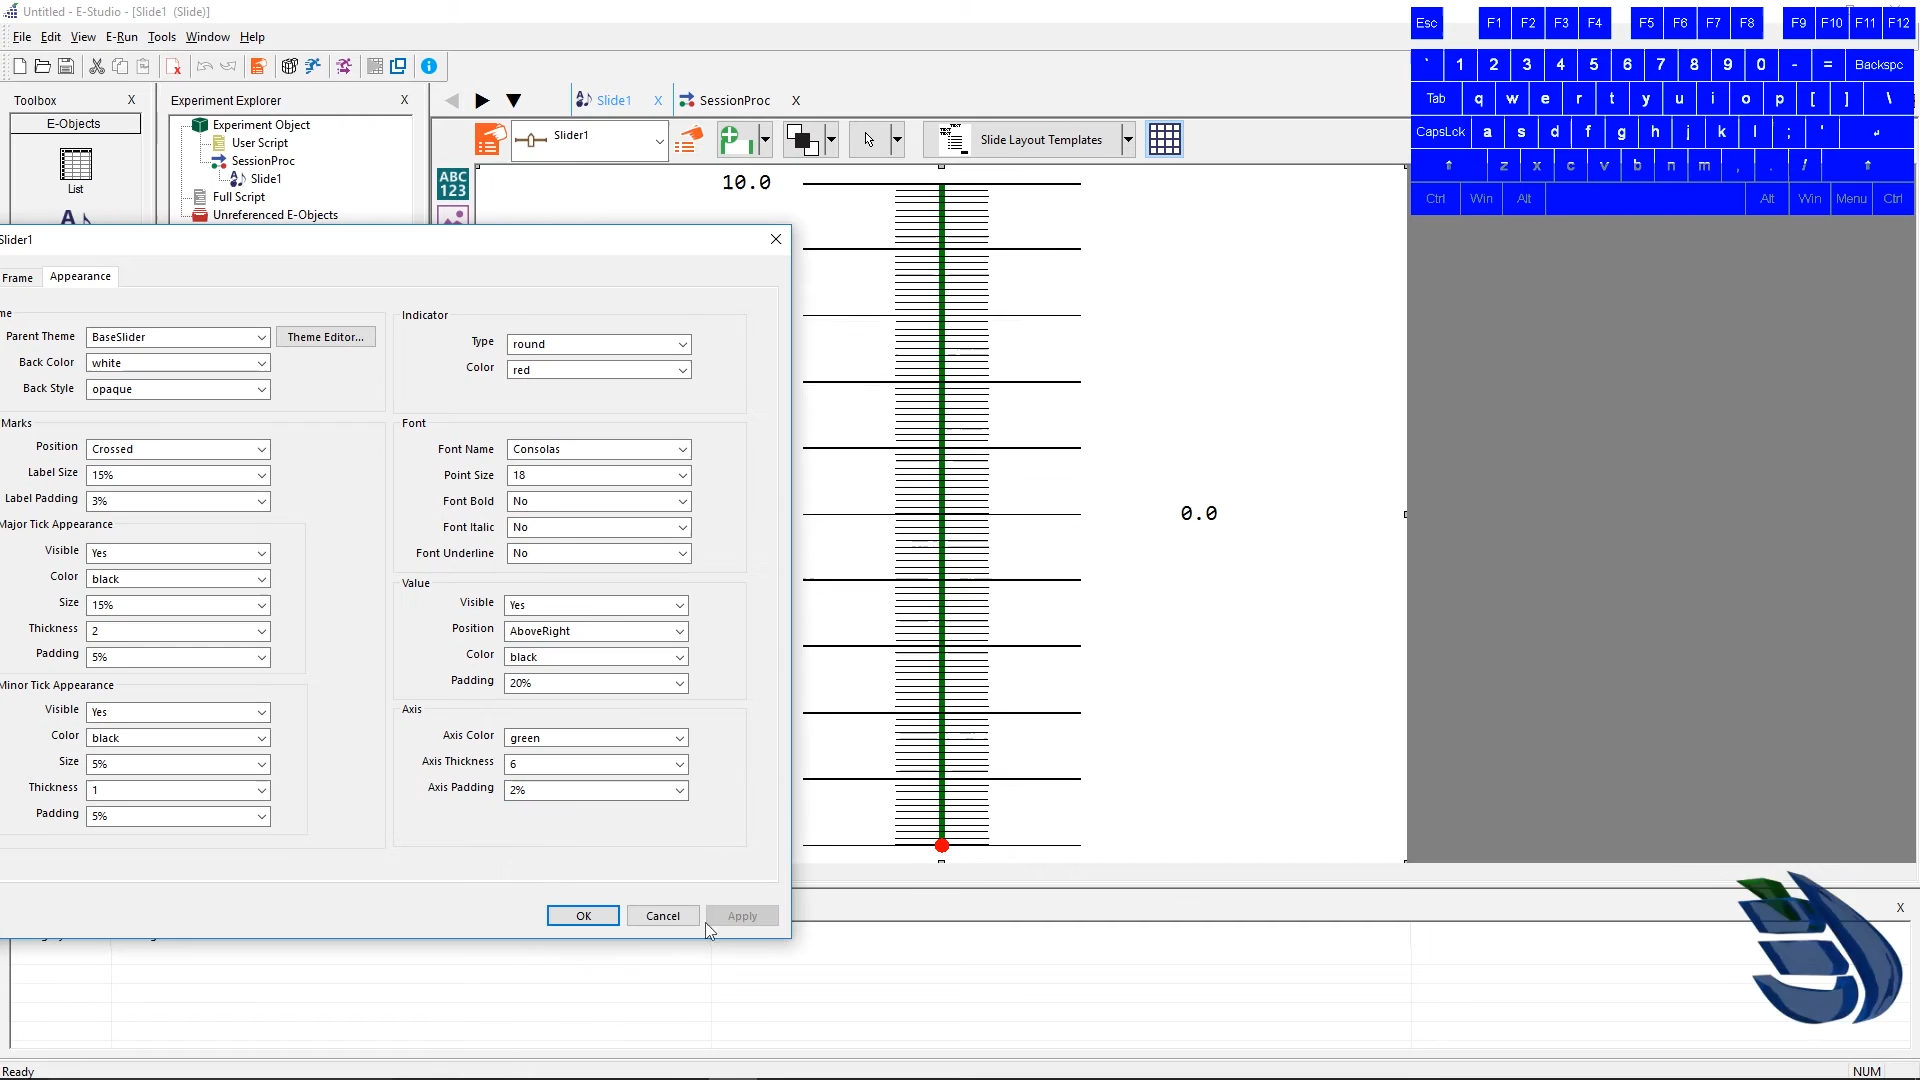 Untitled - E-Studio - [Slide1 (Slide)]
File Edit View E-Run Tools Window Help
Toolbox X
E-Objects
List
Experiment Explorer X
Experiment Object
User Script
SessionProc
Slide1
Full Script
Unreferenced E-Objects
Slide1 X SessionProc X
Slider1
Slide Layout Templates
ABC
123
10.0
0.0
Slider1
Frame Appearance
me
Parent Theme BaseSlider Theme Editor...
Back Color white
Back Style opaque
Marks
Position Crossed
Label Size 15%
Label Padding 3%
Major Tick Appearance
Visible Yes
Color black
Size 15%
Thickness 2
Padding 5%
Minor Tick Appearance
Visible Yes
Color black
Size 5%
Thickness 1
Padding 5%
Indicator
Type round
Color red
Font
Font Name Consolas
Point Size 18
Font Bold No
Font Italic No
Font Underline No
Value
Visible Yes
Position AboveRight
Color black
Padding 20%
Axis
Axis Color green
Axis Thickness 6
Axis Padding 2%
OK Cancel Apply
X
Ready NUM
Esc F1 F2 F3 F4 F5 F6 F7 F8 F9 F10 F11 F12
` 1 2 3 4 5 6 7 8 9 0 - = Backspc
Tab q w e r t y u i o p [ ] \
CapsLck a s d f g h j k l ; '
z x c v b n m , . /
Ctrl Win Alt Alt Win Menu Ctrl